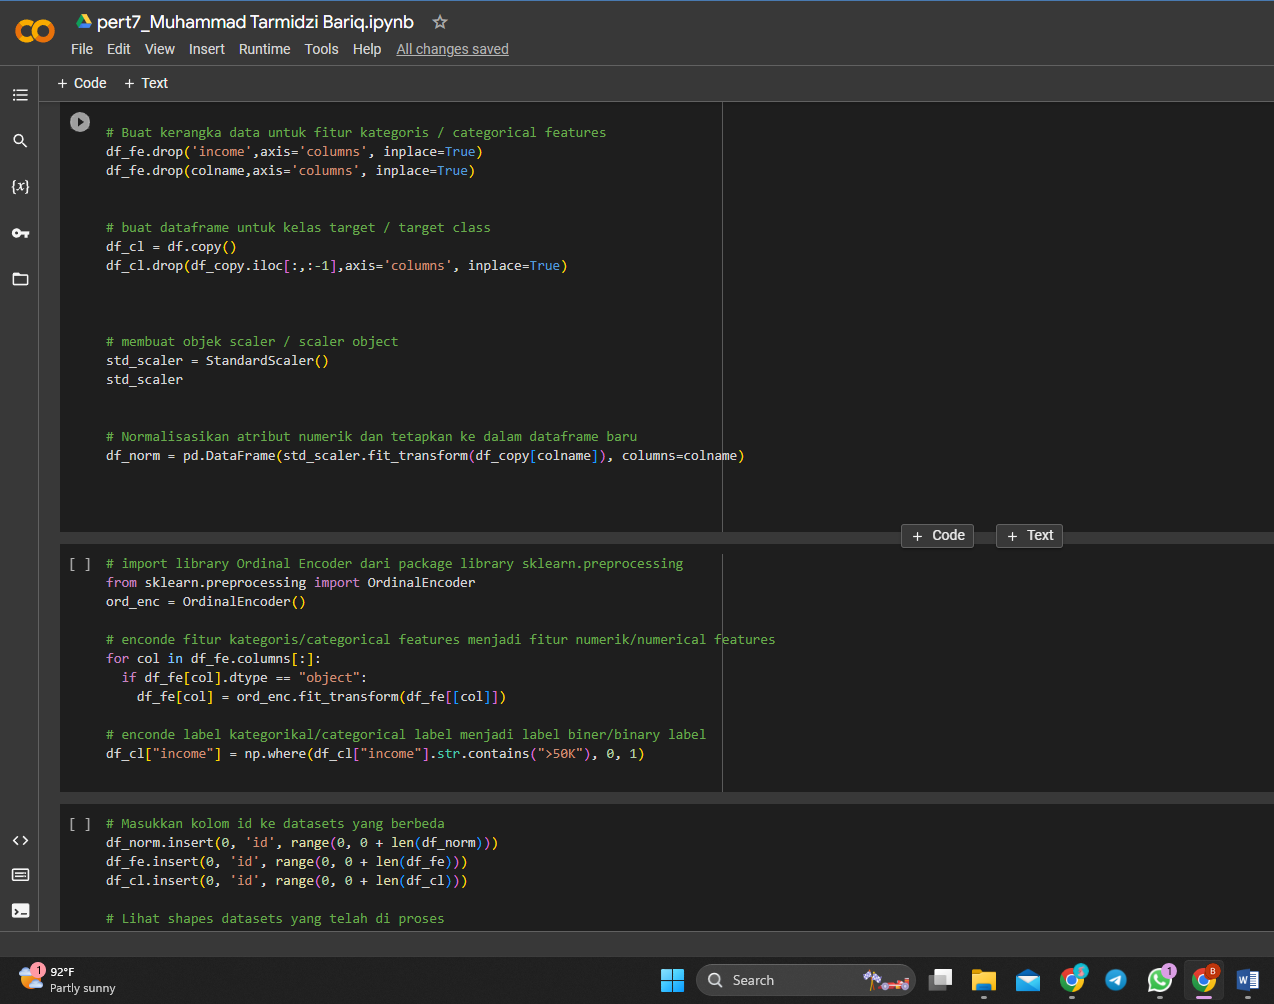 pert7_Muhammad Tarmidzi Bariq.ipynb
File Edit View Insert Runtime Tools Help All changes saved
+ Code + Text
{x}
# Buat kerangka data untuk fitur kategoris / categorical features
df_fe.drop('income',axis='columns', inplace=True)
df_fe.drop(colname,axis='columns', inplace=True)
# buat dataframe untuk kelas target / target class
df_cl = df.copy()
df_cl.drop(df_copy.iloc[:,:-1],axis='columns', inplace=True)
# membuat objek scaler / scaler object
std_scaler = StandardScaler()
std_scaler
# Normalisasikan atribut numerik dan tetapkan ke dalam dataframe baru
df_norm = pd.DataFrame(std_scaler.fit_transform(df_copy[colname]), columns=colname)
+ Code + Text
[ ] # import library Ordinal Encoder dari package library sklearn.preprocessing
from sklearn.preprocessing import OrdinalEncoder
ord_enc = OrdinalEncoder()
# enconde fitur kategoris/categorical features menjadi fitur numerik/numerical features
for col in df_fe.columns[:]:
  if df_fe[col].dtype == "object":
    df_fe[col] = ord_enc.fit_transform(df_fe[[col]])
# enconde label kategorikal/categorical label menjadi label biner/binary label
df_cl["income"] = np.where(df_cl["income"].str.contains(">50K"), 0, 1)
[ ] # Masukkan kolom id ke datasets yang berbeda
df_norm.insert(0, 'id', range(0, 0 + len(df_norm)))
df_fe.insert(0, 'id', range(0, 0 + len(df_fe)))
df_cl.insert(0, 'id', range(0, 0 + len(df_cl)))
# Lihat shapes datasets yang telah di proses
1
92°F
Partly sunny
Search
1
B